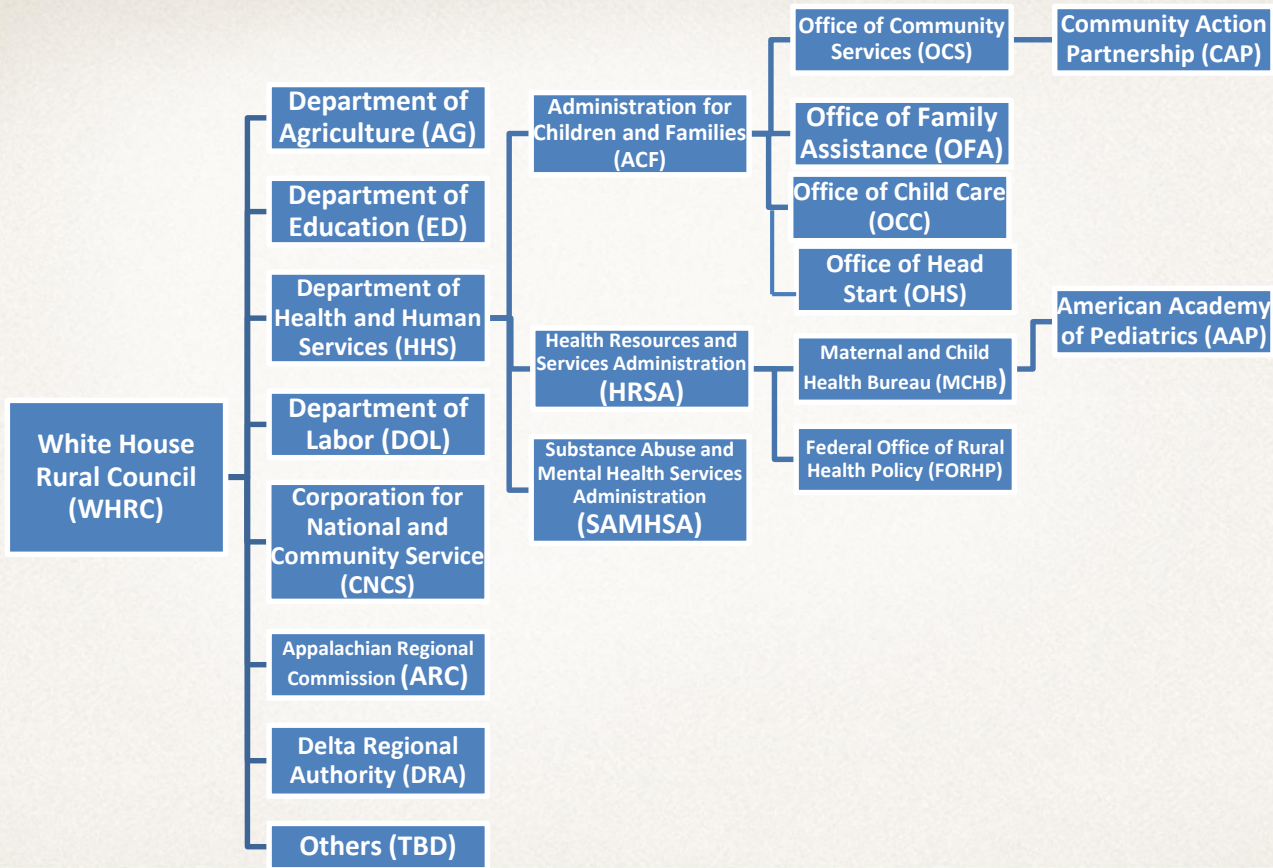 White House
Rural Council
(WHRC)
Department of
Agriculture (AG)
Department of
Education (ED)
Department of
Health and Human
Services (HHS)
Department of
Labor (DOL)
Corporation for
National and
Community Service
(CNCS)
Appalachian Regional
Commission (ARC)
Delta Regional
Authority (DRA)
Others (TBD)
Administration for
Children and Families
(ACF)
Health Resources and
Services Administration
(HRSA)
Substance Abuse and
Mental Health Services
Administration
(SAMHSA)
Office of Community
Services (OCS)
Office of Family
Assistance (OFA)
Office of Child Care
(OCC)
Office of Head
Start (OHS)
Maternal and Child
Health Bureau (MCHB)
Federal Office of Rural
Health Policy (FORHP)
Community Action
Partnership (CAP)
American Academy
of Pediatrics (AAP)